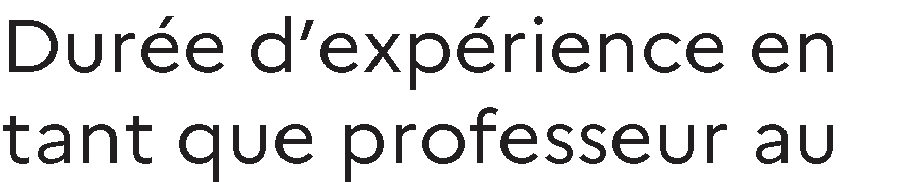 Durée d’expérience en
tant que professeur au